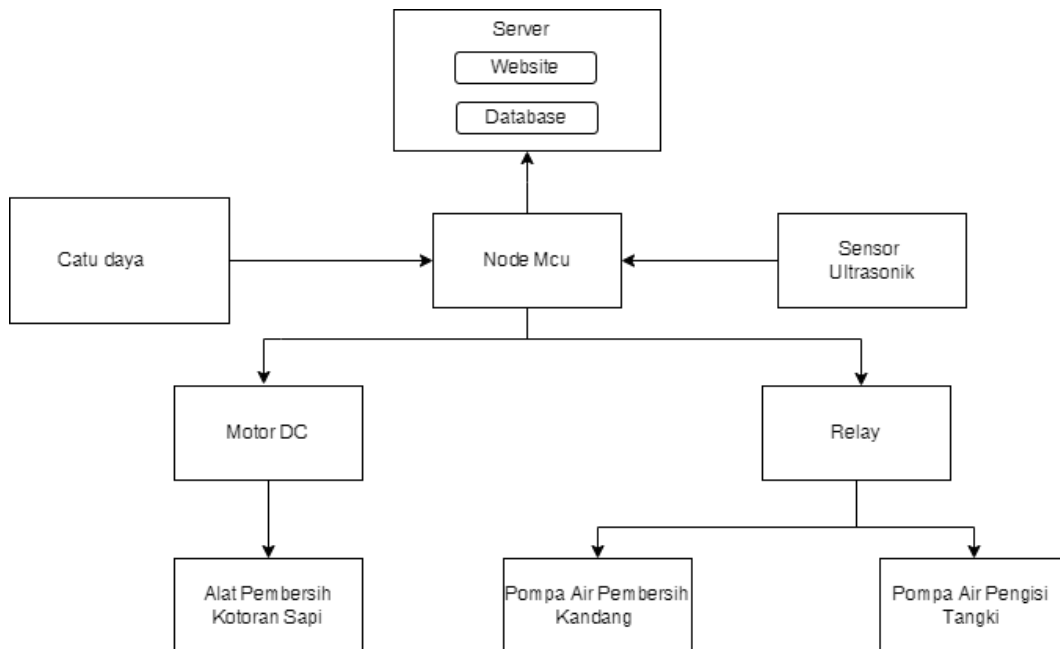 Server
Website
Database
Catu daya
Node Mcu
Sensor
Ultrasonik
Motor DC
Relay
Alat Pembersih
Kotoran Sapi
Pompa Air Pembersih
Kandang
Pompa Air Pengisi
Tangki